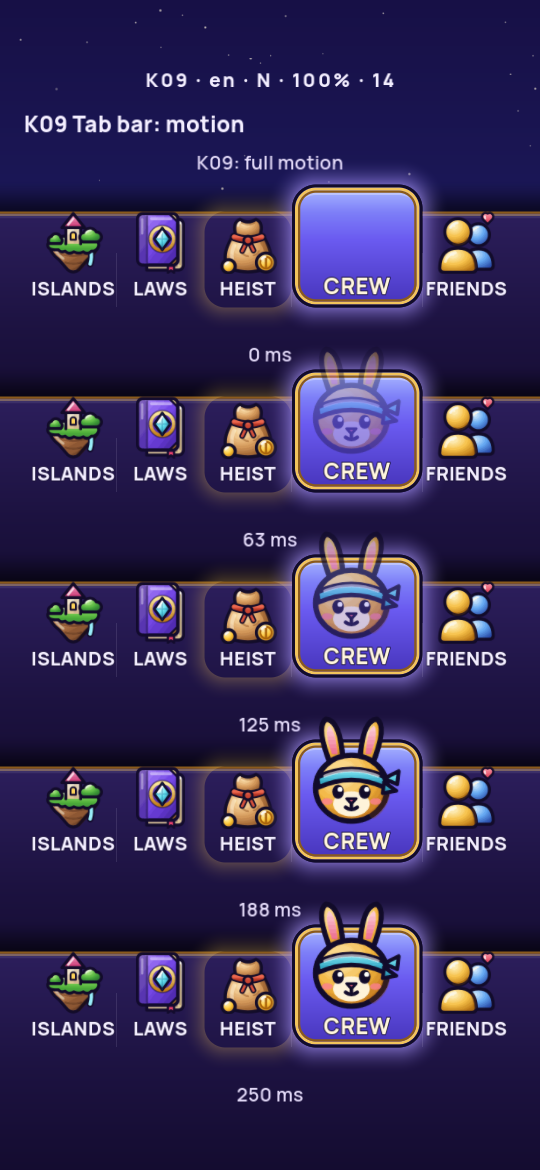 K09 · en · N · 100% · 14
K09 Tab bar: motion
K09: full motion
ISLANDS LAWS HEIST CREW FRIENDS
0 ms
ISLANDS LAWS HEIST CREW FRIENDS
63 ms
ISLANDS LAWS HEIST CREW FRIENDS
125 ms
ISLANDS LAWS HEIST CREW FRIENDS
188 ms
ISLANDS LAWS HEIST CREW FRIENDS
250 ms